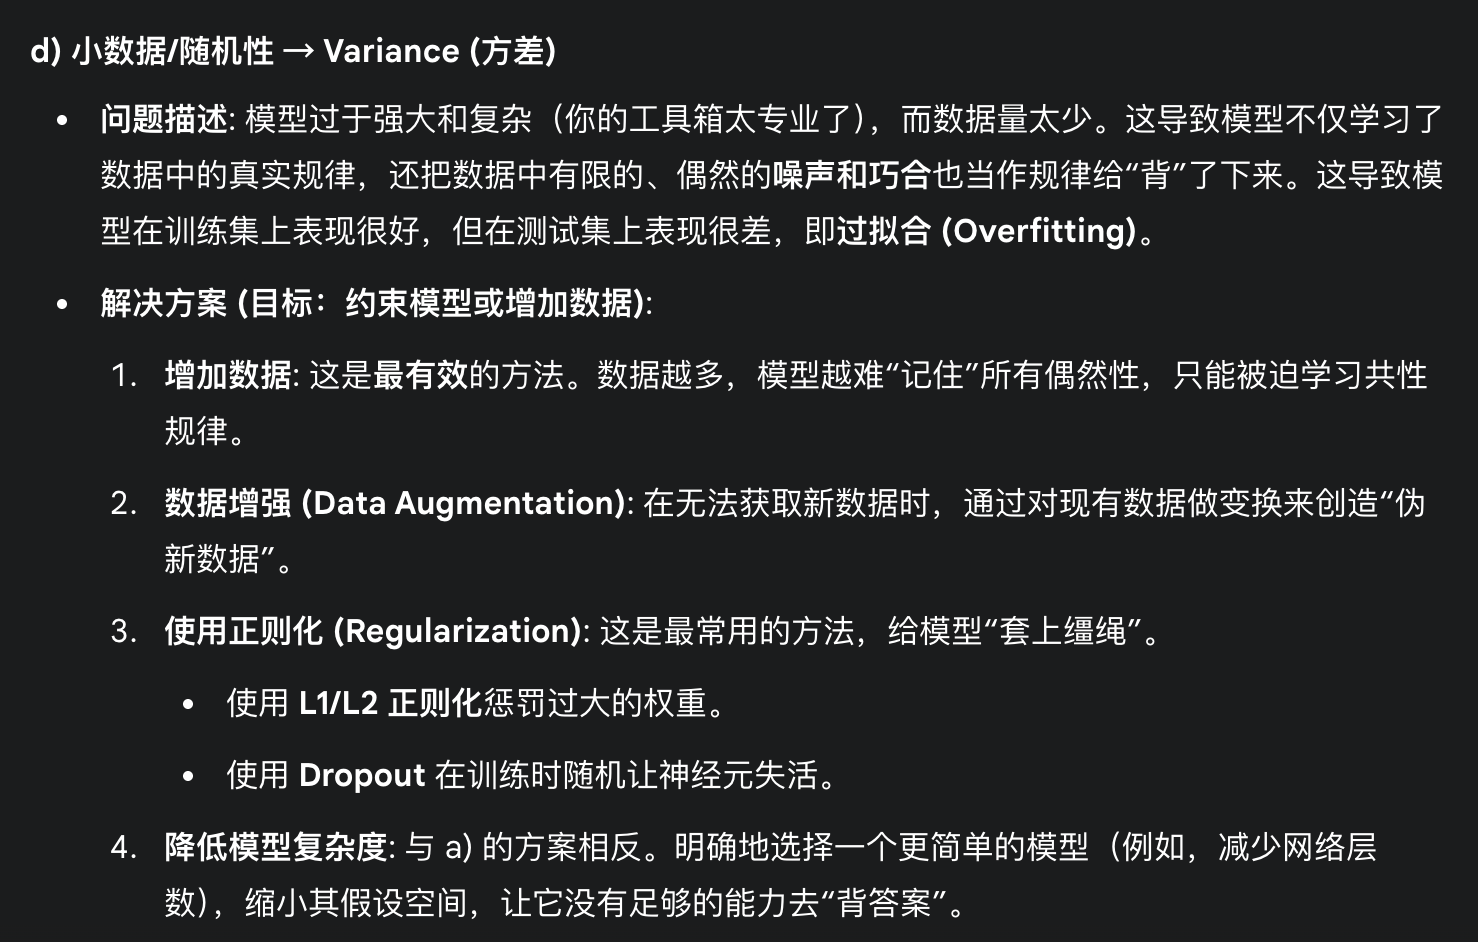 d) 小数据/随机性 → Variance (方差)
• 问题描述: 模型过于强大和复杂（你的工具箱太专业了），而数据量太少。这导致模型不仅学习了
数据中的真实规律，还把数据中有限的、偶然的噪声和巧合也当作规律给“背”了下来。这导致模
型在训练集上表现很好，但在测试集上表现很差，即过拟合 (Overfitting)。
• 解决方案 (目标：约束模型或增加数据):
1. 增加数据: 这是最有效的方法。数据越多，模型越难“记住”所有偶然性，只能被迫学习共性
规律。
2. 数据增强 (Data Augmentation): 在无法获取新数据时，通过对现有数据做变换来创造“伪
新数据”。
3. 使用正则化 (Regularization): 这是最常用的方法，给模型“套上缰绳”。
• 使用 L1/L2 正则化惩罚过大的权重。
• 使用 Dropout 在训练时随机让神经元失活。
4. 降低模型复杂度: 与 a) 的方案相反。明确地选择一个更简单的模型（例如，减少网络层
数），缩小其假设空间，让它没有足够的能力去“背答案”。